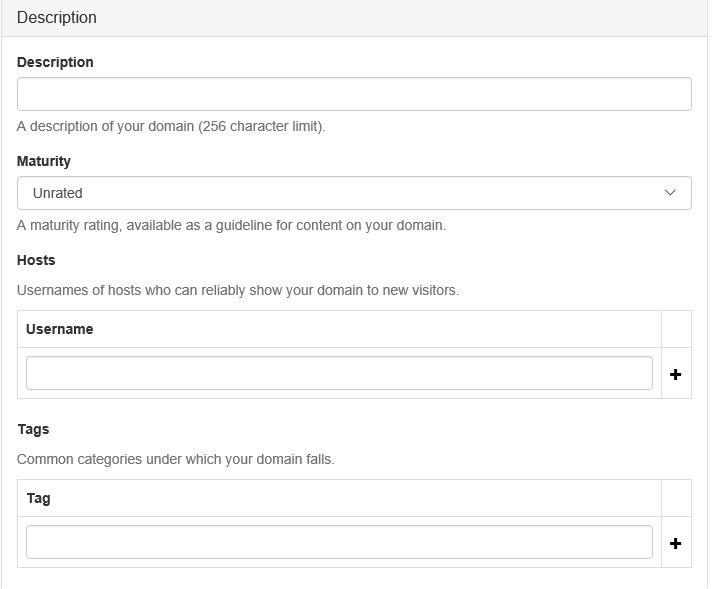 Description
Description
A description of your domain (256 character limit).
Maturity
Unrated
A maturity rating, available as a guideline for content on your domain.
Hosts
Usernames of hosts who can reliably show your domain to new visitors.
Username
Tags
Common categories under which your domain falls.
Tag